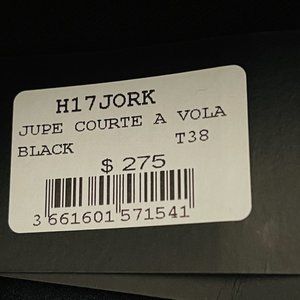 H17JORK
JUPE COURTE A VOLA
BLACK T38
$ 275
3 661601 571541